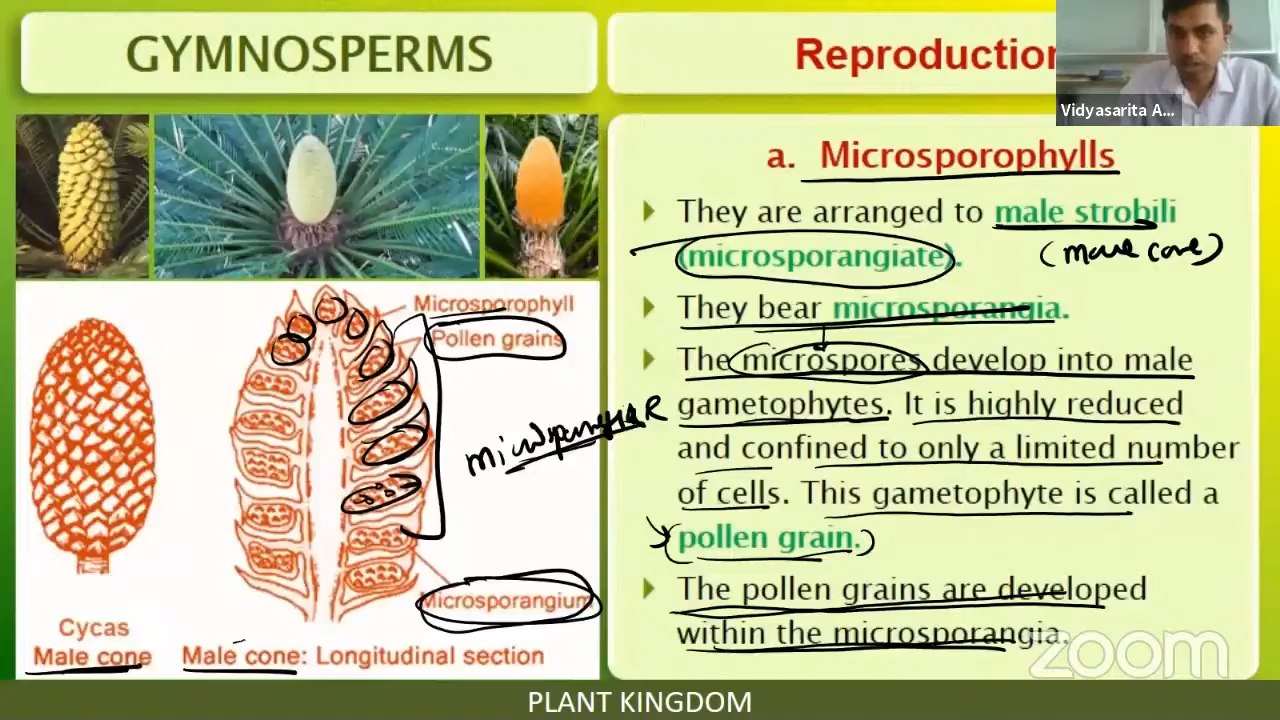 GYMNOSPERMS
Reproduction
Vidyasarita A...
a. Microsporophylls
They are arranged to male strobili
(microsporangiate).
(male cone)
They bear microsporangia.
The microspores develop into male
gametophytes. It is highly reduced
and confined to only a limited number
of cells. This gametophyte is called a
pollen grain.
The pollen grains are developed
within the microsporangia.
Microsporophyll
Pollen grains
Microsporangium
Cycas
Male cone
Male cone: Longitudinal section
zoom
PLANT KINGDOM